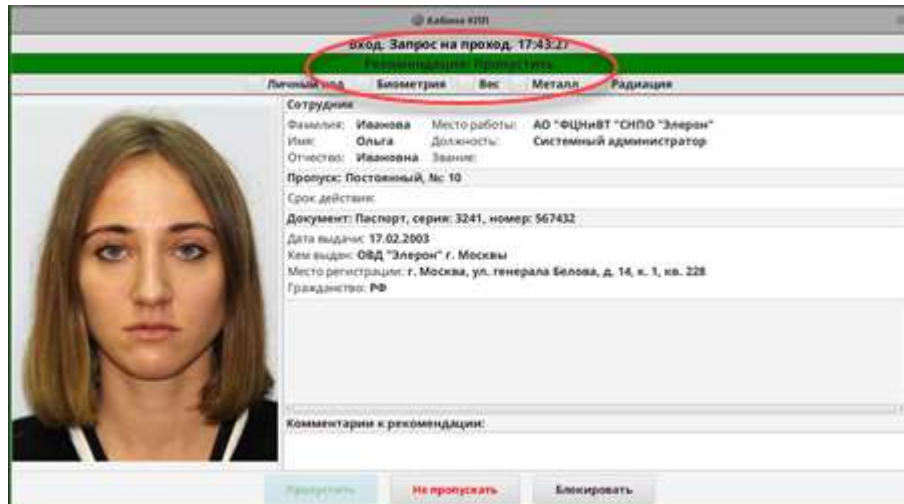 Кабина КПП
Вход. Запрос на проход. 17:43:27
Рекомендация: Пропустить
Личный код Биометрия Вес Металл Радиация
Сотрудник
Фамилия: Иванова Место работы: АО "ФЦНиВТ "СНПО "Элерон"
Имя: Ольга Должность: Системный администратор
Отчество: Ивановна Звание:
Пропуск: Постоянный, №: 10
Срок действия:
Документ: Паспорт, серия: 3241, номер: 567432
Дата выдачи: 17.02.2003
Кем выдан: ОВД "Элерон" г. Москвы
Место регистрации: г. Москва, ул. генерала Белова, д. 14, к. 1, кв. 228
Гражданство: РФ
Комментарии к рекомендации:
Пропустить Не пропускать Блокировать